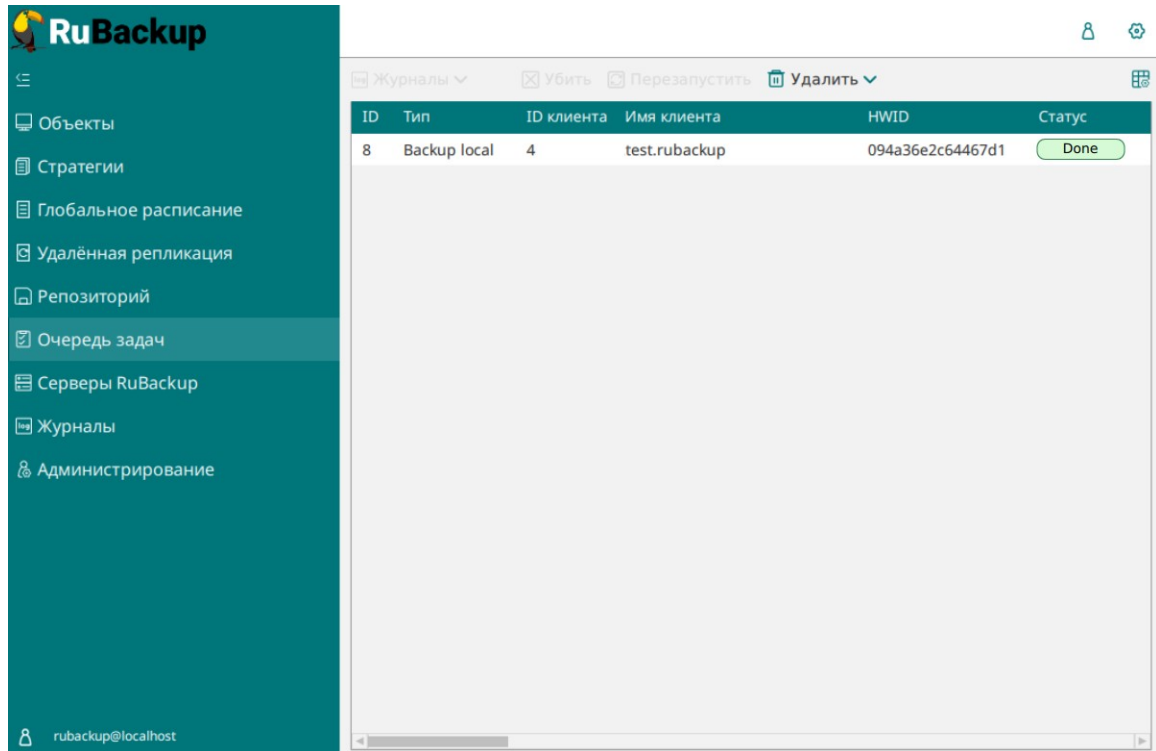 RuBackup
Журналы Убить Перезапустить Удалить
Объекты
Стратегии
Глобальное расписание
Удалённая репликация
Репозиторий
Очередь задач
Серверы RuBackup
Журналы
Администрирование
rubackup@localhost
ID Тип ID клиента Имя клиента HWID Статус
8 Backup local 4 test.rubackup 094a36e2c64467d1 Done